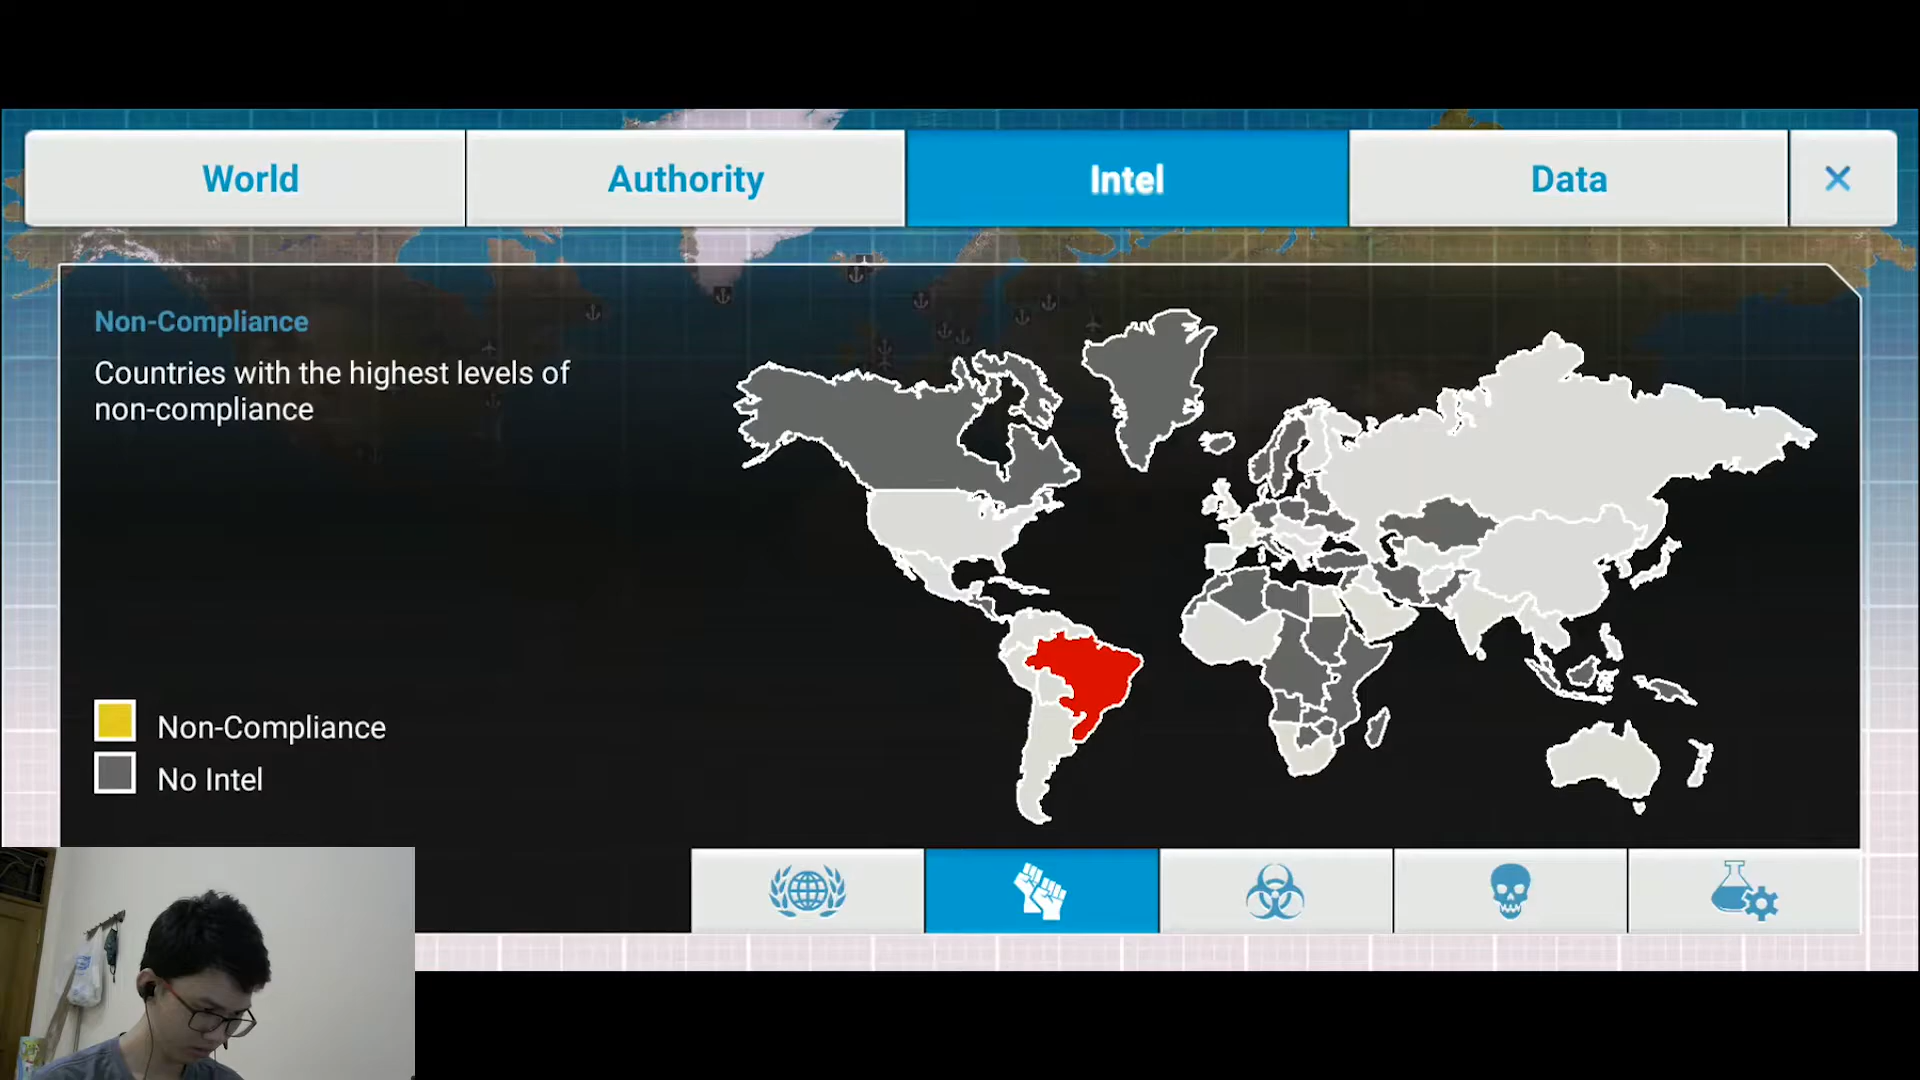 World
Authority
Intel
Data
Non-Compliance
Countries with the highest levels of
non-compliance
Non-Compliance
No Intel